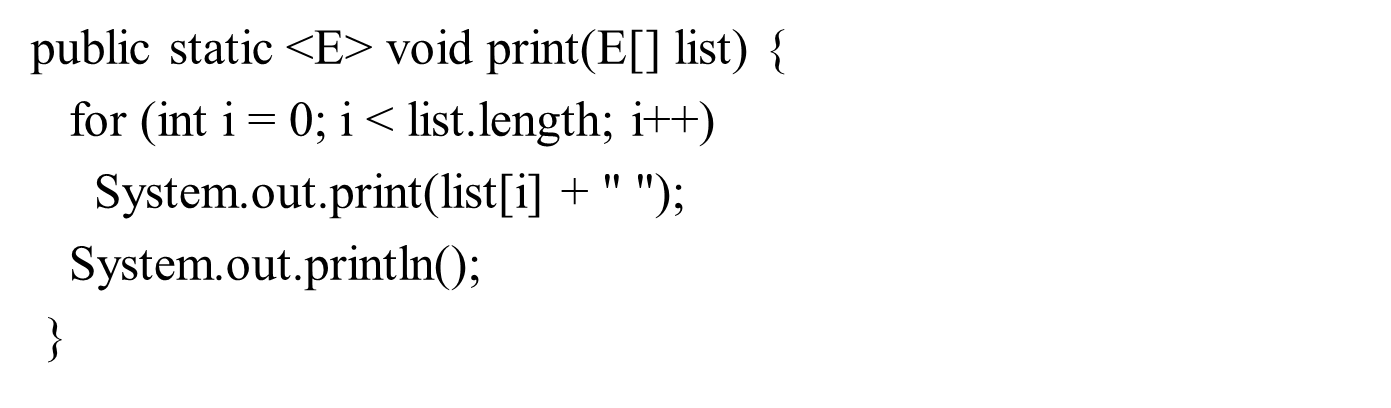 public static <E> void print(E[] list) {
for (int i = 0; i < list.length; i++)
System.out.print(list[i] + " ");
System.out.println();
}